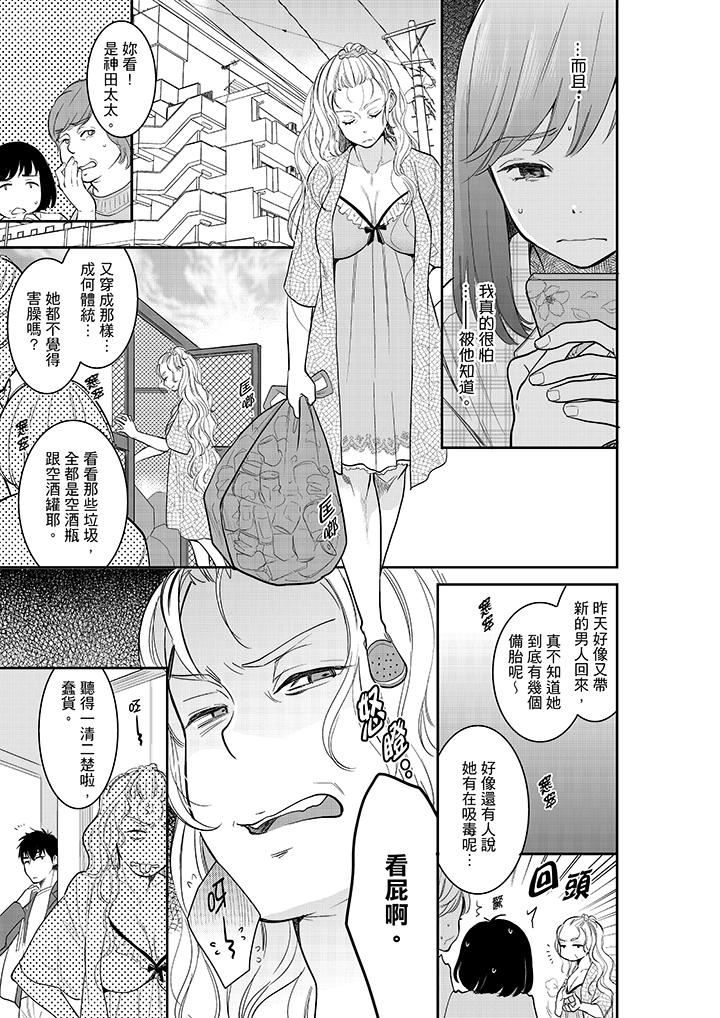 …而且…
我真的很怕
………被他知道。
妳看！
是神田太太。
又穿成那樣…
成何體統…
她都不覺得
害臊嗎？
窸窣
窸窣
匡啷
匡啷
看看那些垃圾，
全都是空酒瓶
跟空酒罐耶。
昨天好像又帶
新的男人回來，
真不知道她
到底有幾個
備胎呢～
窸窣
好像還有人說
她有在吸毒呢…
窸窣
回頭
驚
怒瞪…
看屁啊。
呀
聽得一清二楚啦，
蠢貨。
呀